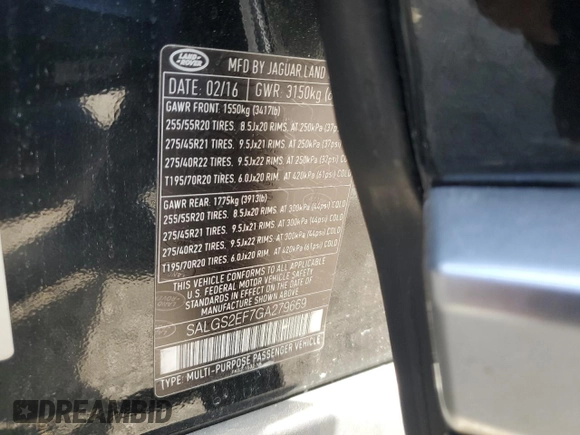 LAND
ROVER
MFD BY JAGUAR LAND
DATE: 02/16 GWR: 3150kg
GAWR FRONT: 1550kg (3417lb)
255/55R20 TIRES. 8.5Jx20 RIMS. AT 250kPa (37p
275/45R21 TIRES. 9.5Jx21 RIMS. AT 250kPa (37psi)
275/40R22 TIRES. 9.5Jx22 RIMS. AT 250kPa (37psi) COLD
T195/70R20 TIRES. 6.0Jx20 RIM. AT 420kPa (61psi) COLD
GAWR REAR: 1775kg (3913lb)
255/55R20 TIRES. 8.5Jx20 RIMS. AT 300kPa (44psi) COLD
275/45R21 TIRES. 9.5Jx21 RIMS. AT 300kPa (44psi) COLD
275/40R22 TIRES. 9.5Jx22 RIMS. AT 300kPa (44psi) COLD
T195/70R20 TIRES. 6.0Jx20 RIM. AT 420kPa (61psi) COLD
THIS VEHICLE CONFORMS TO ALL APPLICABLE
FEDERAL MOTOR VEHICLE SAFETY
STANDARDS IN EFFECT ON THE DATE OF
MANUFACTURE SHOWN ABOVE.
SALGS2EF7GA279669
TYPE: MULTI-PURPOSE PASSENGER VEHICLE
DREAMBID